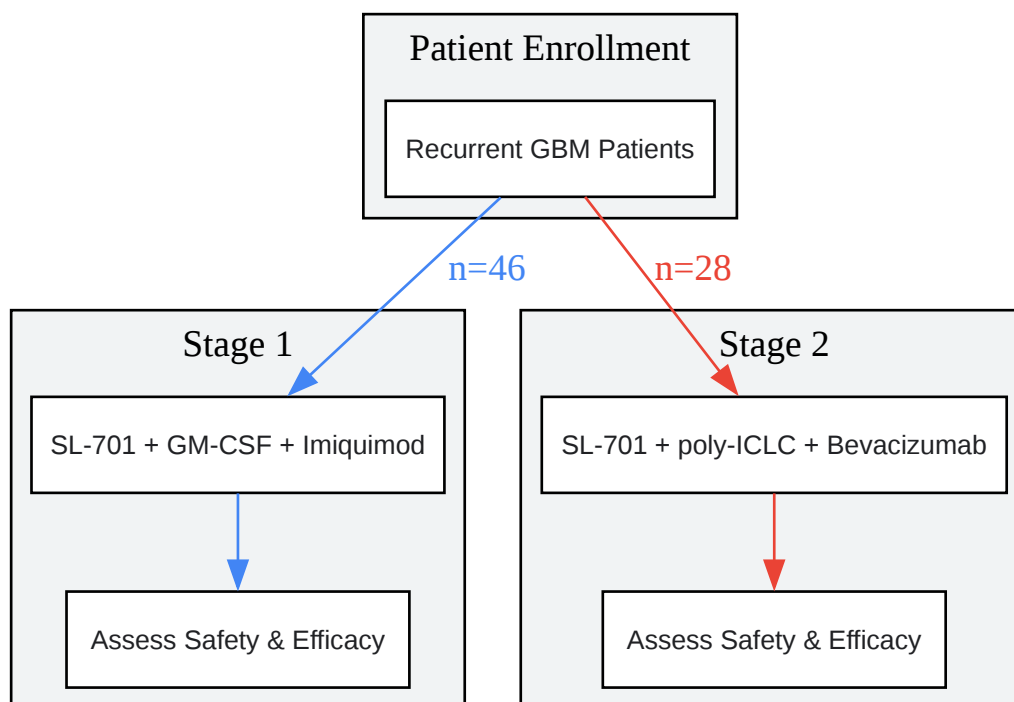 Patient Enrollment
Recurrent GBM Patients
n=46
n=28
Stage 1
SL-701 + GM-CSF + Imiquimod
Assess Safety & Efficacy
Stage 2
SL-701 + poly-ICLC + Bevacizumab
Assess Safety & Efficacy